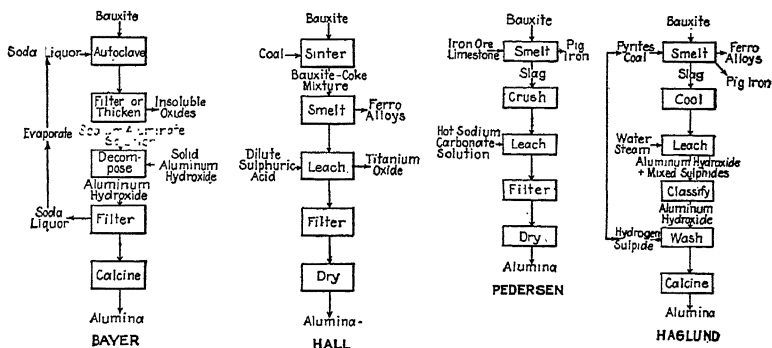 Bauxite
Soda Liquor
Autoclave
Filter or
Thicken
Insoluble
Oxides
Evaporate
Sodium Aluminate
Solution
Decom-
pose
Solid
Aluminum
Hydroxide
Aluminum
Hydroxide
Soda
Liquor
Filter
Calcine
Alumina
BAYER
Bauxite
Coal
Sinter
Bauxite-Coke
Mixture
Smelt
Ferro
Alloys
Dilute
Sulphuric
Acid
Leach
Titanium
Oxide
Filter
Dry
Alumina
HALL
Bauxite
Iron Ore
Limestone
Smelt
Pig
Iron
Slag
Crush
Hot Sodium
Carbonate
Solution
Leach
Filter
Dry
Alumina
PEDERSEN
Bauxite
Pyrites
Coal
Smelt
Ferro
Alloys
Pig Iron
Slag
Cool
Water
Steam
Leach
Aluminum Hydroxide
+ Mixed Sulphides
Classify
Aluminum
Hydroxide
Hydrogen
Sulpide
Wash
Calcine
Alumina
HAGLUND